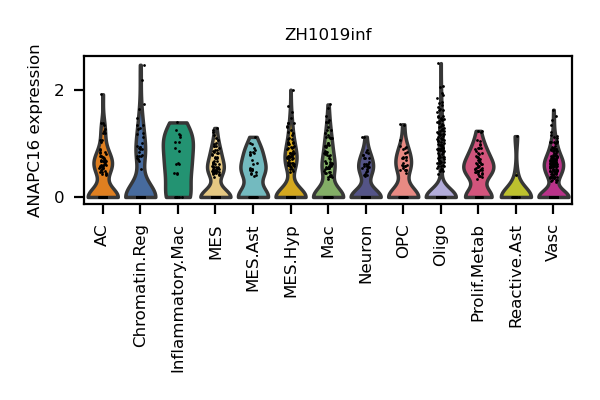 ZH1019inf
ANAPC16 expression
2
0
AC
Chromatin.Reg
Inflammatory.Mac
MES
MES.Ast
MES.Hyp
Mac
Neuron
OPC
Oligo
Prolif.Metab
Reactive.Ast
Vasc